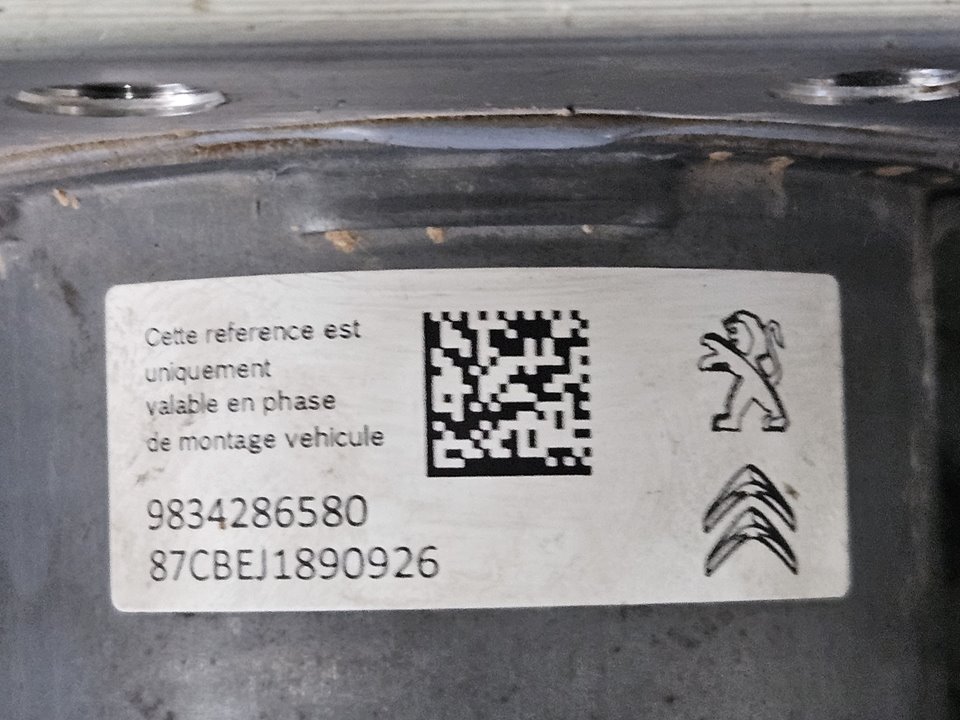 Cette reference est
uniquement
valable en phase
de montage vehicule
9834286580
87CBEJ1890926